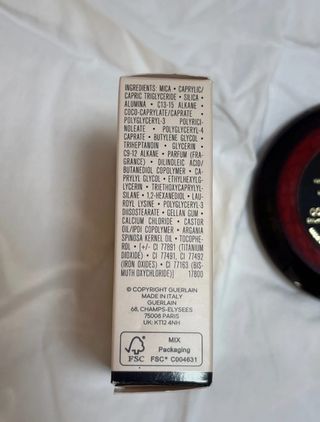 INGREDIENTS: MICA • CAPRYLIC/
CAPRIC TRIGLYCERIDE • SILICA •
ALUMINA • C13-15 ALKANE •
COCO-CAPRYLATE/CAPRATE •
POLYGLYCERYL-3 POLYRICI-
NOLEATE • POLYGLYCERYL-4
CAPRATE • BUTYLENE GLYCOL
TRIHEPTANOIN • GLYCERIN •
C9-12 ALKANE • PARFUM (FRA-
GRANCE) • DILINOLEIC ACID/
BUTANEDIOL COPOLYMER • CA-
PRYLYL GLYCOL • ETHYLHEXYLG-
LYCERIN • TRIETHOXYCAPRYLYL-
SILANE • 1,2-HEXANEDIOL • LAU-
ROYL LYSINE • POLYGLYCERYL-3
DIISOSTEARATE • GELLAN GUM •
CALCIUM CHLORIDE • CASTOR
OIL/IPDI COPOLYMER • ARGANIA
SPINOSA KERNEL OIL • TOCOPHE-
ROL • [+/- CI 77891 (TITANIUM
DIOXIDE) • CI 77491, CI 77492
(IRON OXIDES) • CI 77163 (BIS-
MUTH OXYCHLORIDE)] 17800
© COPYRIGHT GUERLAIN
MADE IN ITALY
GUERLAIN
68, CHAMPS-ELYSEES
75008 PARIS
UK: KT12 4NH
FSC
MIX
Packaging
FSC® C004631